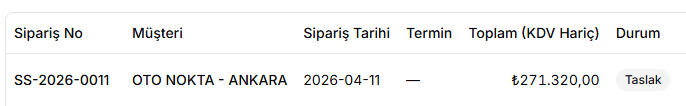 Sipariş No Müşteri Sipariş Tarihi Termin Toplam (KDV Hariç) Durum
SS-2026-0011 OTO NOKTA - ANKARA 2026-04-11 — ₺271.320,00 Taslak